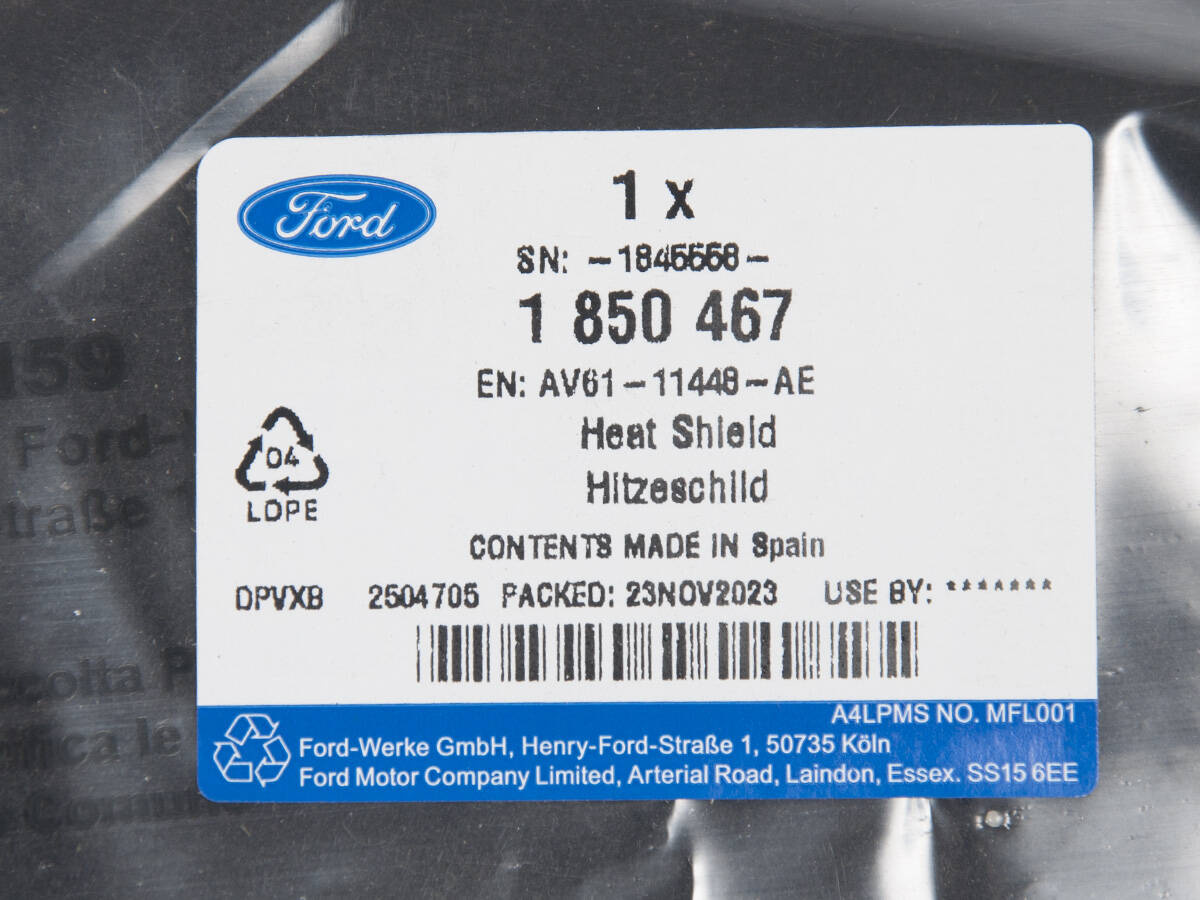 Ford
1 x
SN: -1845558-
1 850 467
EN: AV61-11448-AE
Heat Shield
Hitzeschild
04
LDPE
CONTENTS MADE IN Spain
DPVXB 2504705 PACKED: 23NOV2023 USE BY: *******
A4LPMS NO. MFL001
Ford-Werke GmbH, Henry-Ford-Straße 1, 50735 Köln
Ford Motor Company Limited, Arterial Road, Laindon, Essex. SS15 6EE